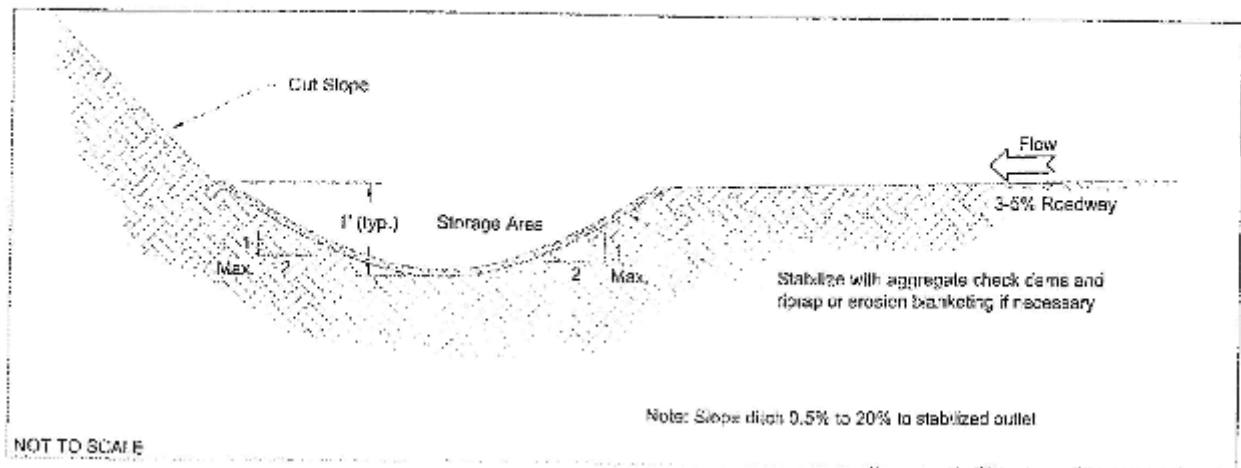 Cut Slope
Flow
3-5% Roadway
1' (typ.)
Storage Area
1
Max.
2
1
2
Max.
Stabilize with aggregate check dams and
riprap or erosion blanketing if necessary
Note: Slope ditch 0.5% to 20% to stabilized outlet
NOT TO SCALE